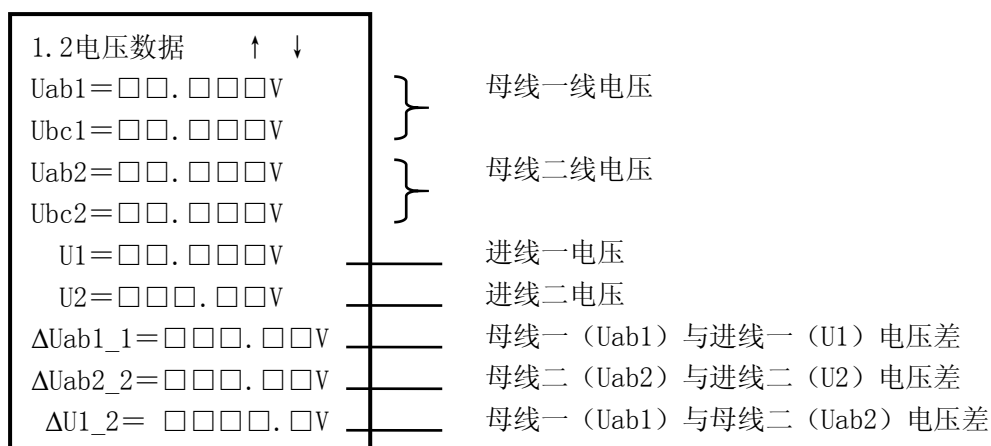 1.2电压数据 ↑ ↓
Uab1＝□□.□□□V 母线一线电压
Ubc1＝□□.□□□V
Uab2＝□□.□□□V 母线二线电压
Ubc2＝□□.□□□V
U1＝□□.□□□V 进线一电压
U2＝□□□.□□V 进线二电压
ΔUab1_1＝□□□.□□V 母线一（Uab1）与进线一（U1）电压差
ΔUab2_2＝□□□.□□V 母线二（Uab2）与进线二（U2）电压差
ΔU1_2＝ □□□□.□V 母线一（Uab1）与母线二（Uab2）电压差